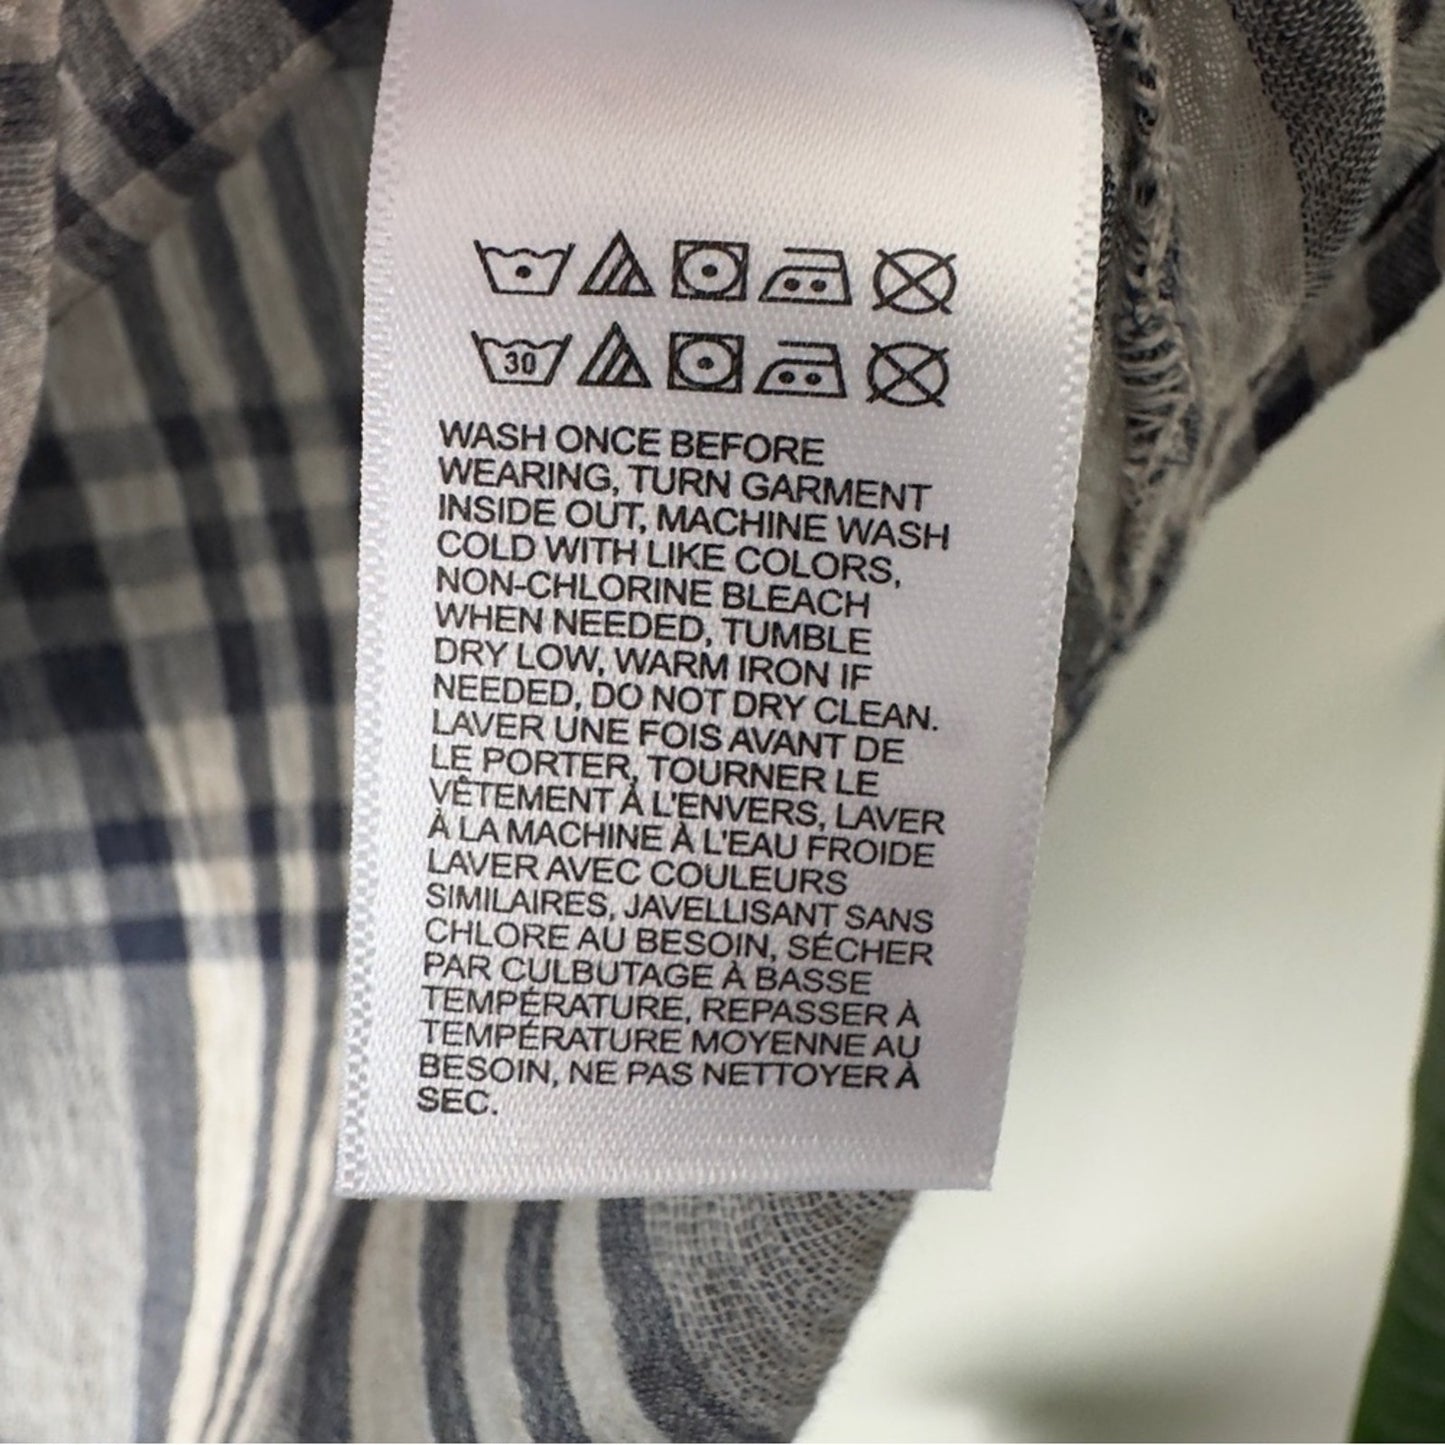 30
WASH ONCE BEFORE
WEARING, TURN GARMENT
INSIDE OUT, MACHINE WASH
COLD WITH LIKE COLORS,
NON-CHLORINE BLEACH
WHEN NEEDED, TUMBLE
DRY LOW, WARM IRON IF
NEEDED, DO NOT DRY CLEAN.
LAVER UNE FOIS AVANT DE
LE PORTER, TOURNER LE
VÊTEMENT À L'ENVERS, LAVER
À LA MACHINE À L'EAU FROIDE
LAVER AVEC COULEURS
SIMILAIRES, JAVELLISANT SANS
CHLORE AU BESOIN, SÉCHER
PAR CULBUTAGE À BASSE
TEMPÉRATURE, REPASSER À
TEMPÉRATURE MOYENNE AU
BESOIN, NE PAS NETTOYER À
SEC.